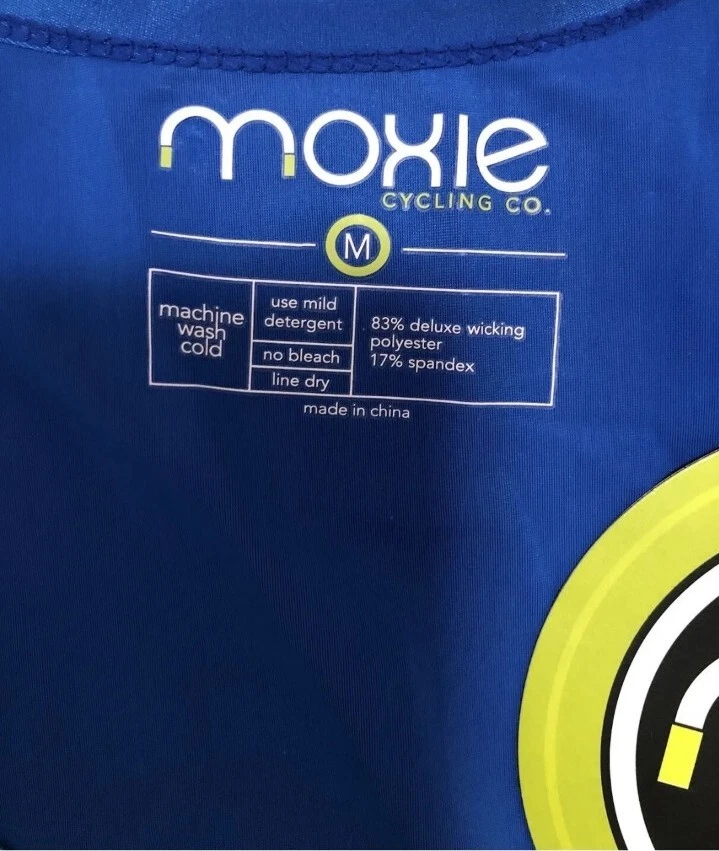 moxie
CYCLING CO.
M
machine
wash
cold
use mild
detergent
no bleach
line dry
83% deluxe wicking
polyester
17% spandex
made in china